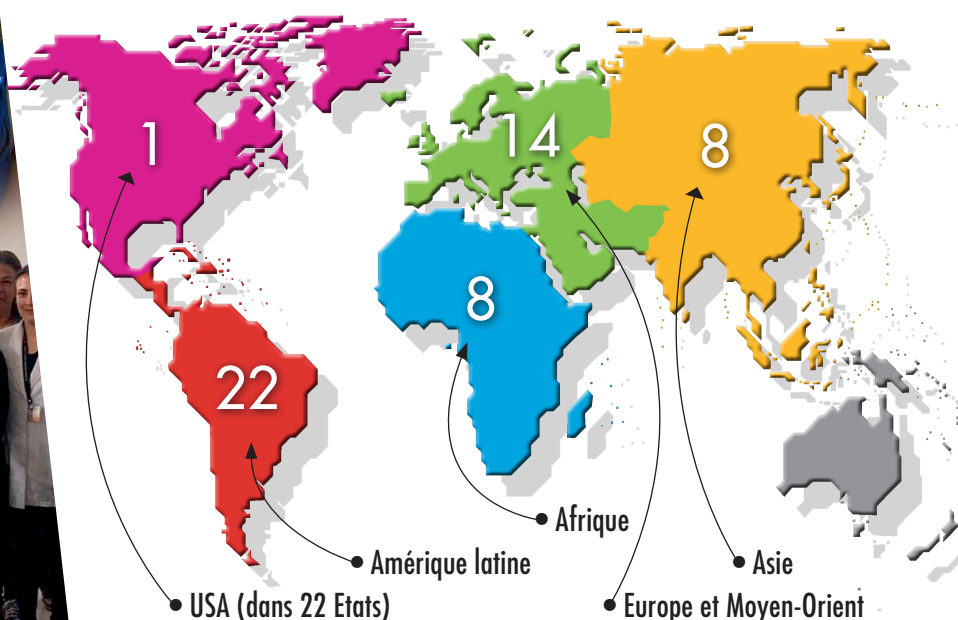 1
14
8
8
22
Afrique
Amérique latine
Asie
USA (dans 22 Etats)
Europe et Moyen-Orient